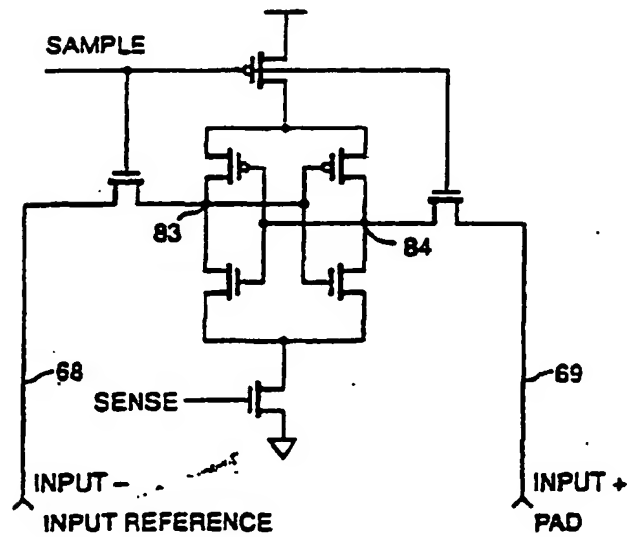 SAMPLE
83
84
68
69
SENSE
INPUT –
INPUT REFERENCE
INPUT +
PAD